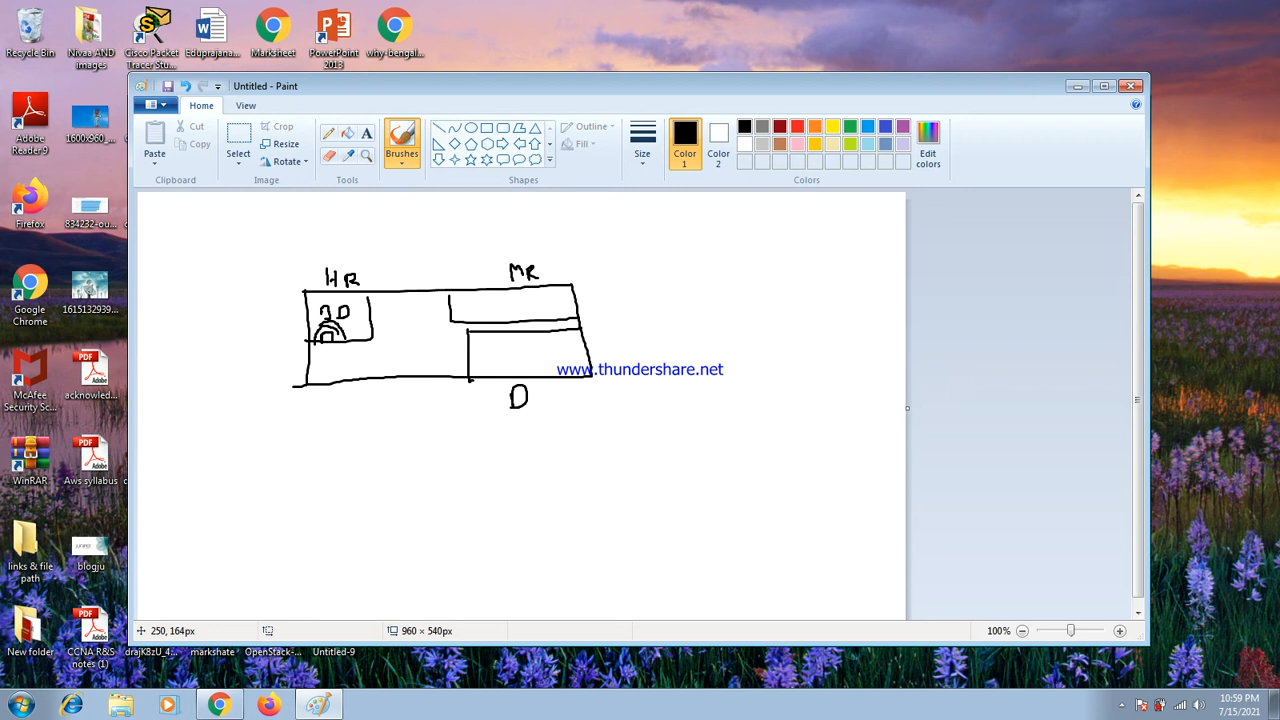 Recycle Bin
Nivaa AND images
Cisco Packet Tracer Stu...
Eduprajana...
Marksheet
PowerPoint 2013
why-bengal...
Adobe Reader 9
1600x960_...
Firefox
834232-ou...
Google Chrome
1615132939...
McAfee Security Sc...
acknowled...
WinRAR
Aws syllabus
links & file path
blogju
New folder
CCNA R&S notes (1)
drajK8zU_4...
markshate
OpenStack-...
Untitled-9
Untitled - Paint
Home
View
Paste
Cut
Copy
Clipboard
Select
Crop
Resize
Rotate
Image
A
Tools
Brushes
Shapes
Outline
Fill
Size
Color 1
Color 2
Edit colors
Colors
HR
MR
www.thundershare.net
D
250, 164px
960 × 540px
100%
10:59 PM
7/15/2021